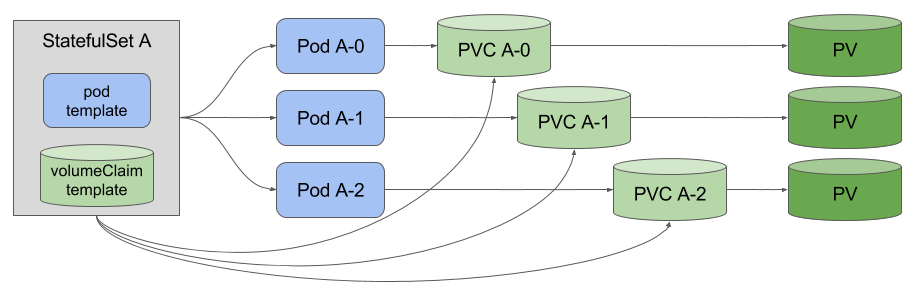 StatefulSet A
pod
template
volumeClaim
template
Pod A-0
PVC A-0
PV
Pod A-1
PVC A-1
PV
Pod A-2
PVC A-2
PV